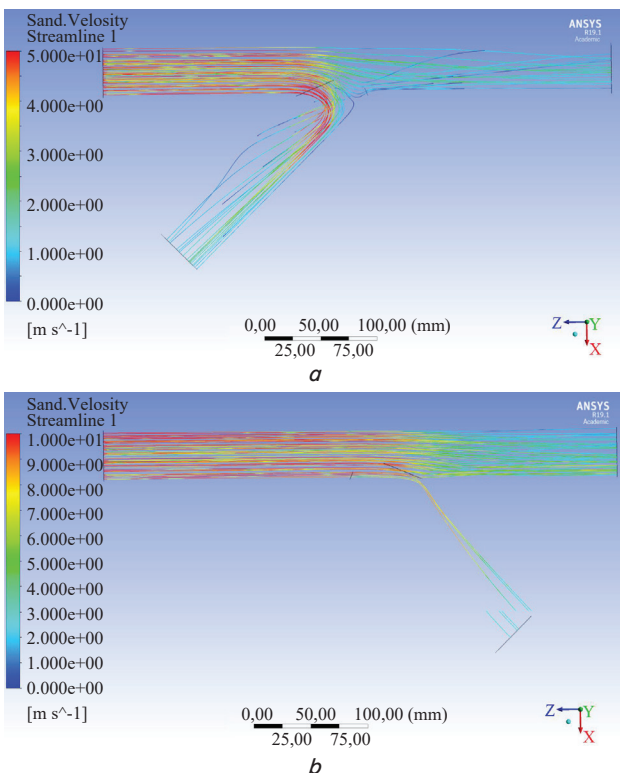 Sand.Velocity
Streamline 1
5.000e+01
4.000e+00
3.000e+00
2.000e+00
1.000e+00
0.000e+00
[m s^-1]
ANSYS
R19.1
Academic
0,00 50,00 100,00 (mm)
25,00 75,00
Z Y
X
a
Sand.Velosity
Streamline 1
1.000e+01
9.000e+00
8.000e+00
7.000e+00
6.000e+00
5.000e+00
4.000e+00
3.000e+00
2.000e+00
1.000e+00
0.000e+00
[m s^-1]
ANSYS
R19.1
Academic
0,00 50,00 100,00 (mm)
25,00 75,00
Z Y
X
b